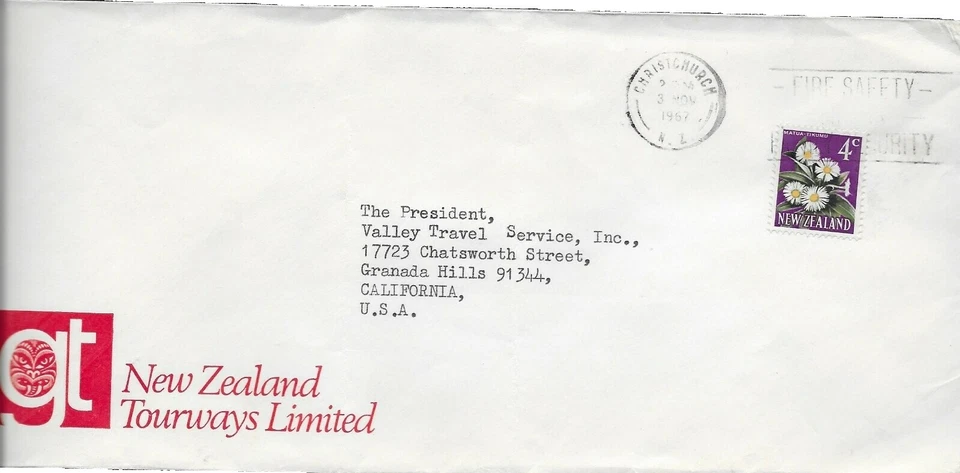 CHRISTCHURCH
3 NOV
1967
N.Z.
- FIRE SAFETY -
MATUA-TIKUMU
4c
NEW ZEALAND
The President,
Valley Travel Service, Inc.,
17723 Chatsworth Street,
Granada Hills 91344,
CALIFORNIA,
U.S.A.
gt
New Zealand
Tourways Limited